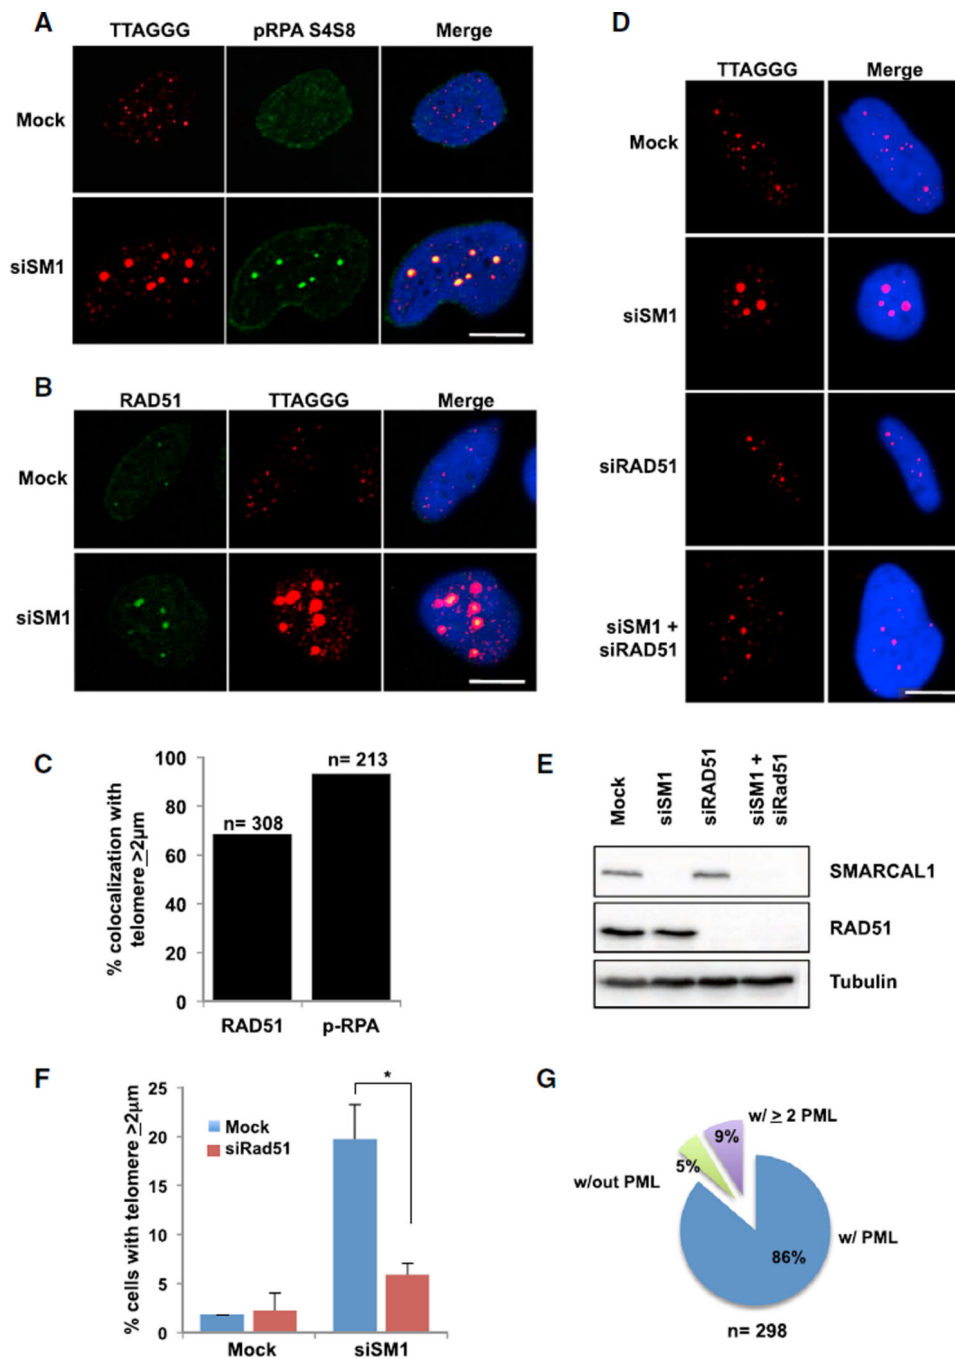 A
TTAGGG pRPA S4S8 Merge
Mock
siSM1
B
RAD51 TTAGGG Merge
Mock
siSM1
C
% colocalization with
telomere ≥2μm
100
80
60
40
20
0
n= 308
n= 213
RAD51 p-RPA
D
TTAGGG Merge
Mock
siSM1
siRAD51
siSM1 +
siRAD51
E
Mock
siSM1
siRAD51
siSM1 +
siRad51
SMARCAL1
RAD51
Tubulin
F
% cells with telomere ≥2μm
25
20
15
10
5
0
Mock
siRad51
*
Mock siSM1
G
w/ ≥ 2 PML
9%
5%
w/out PML
w/ PML
86%
n= 298